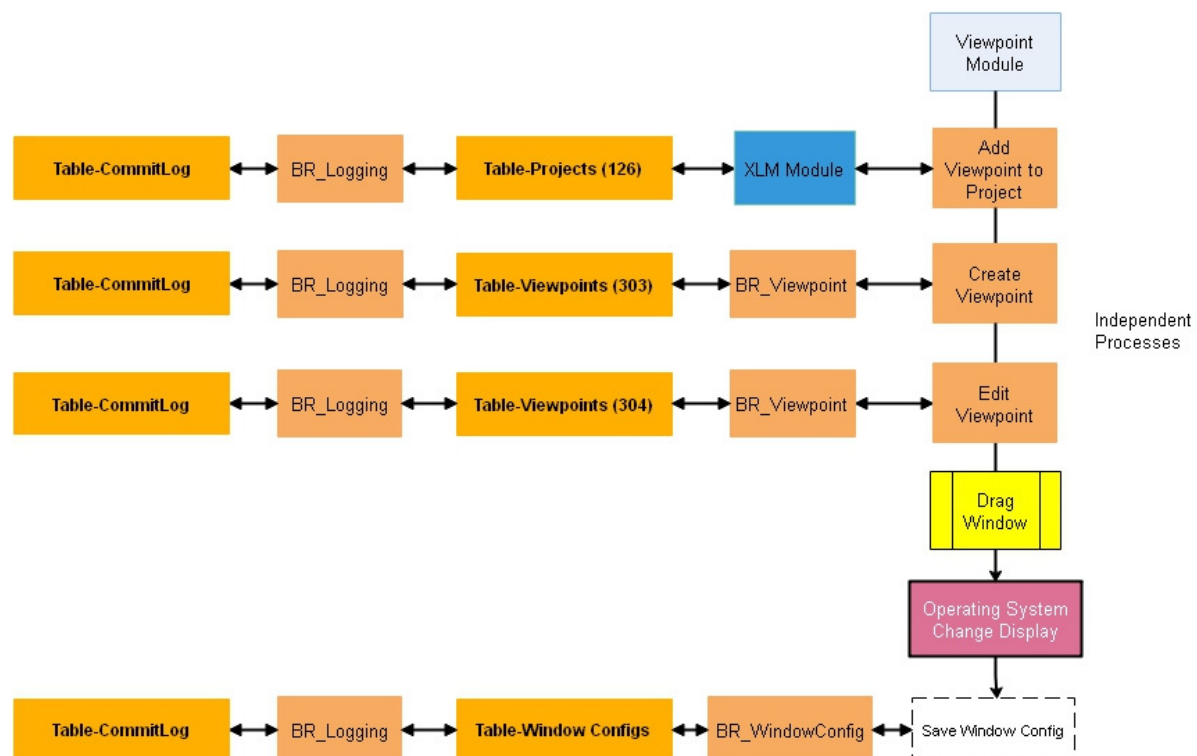 Viewpoint
Module
Table-CommitLog
BR_Logging
Table-Projects (126)
XLM Module
Add
Viewpoint to
Project
Table-CommitLog
BR_Logging
Table-Viewpoints (303)
BR_Viewpoint
Create
Viewpoint
Independent
Processes
Table-CommitLog
BR_Logging
Table-Viewpoints (304)
BR_Viewpoint
Edit
Viewpoint
Drag
Window
Operating System
Change Display
Table-CommitLog
BR_Logging
Table-Window Configs
BR_WindowConfig
Save Window Config